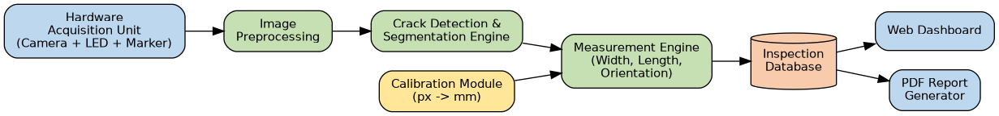 Hardware
Acquisition Unit
(Camera + LED + Marker)
Image
Preprocessing
Crack Detection &
Segmentation Engine
Calibration Module
(px -> mm)
Measurement Engine
(Width, Length,
Orientation)
Inspection
Database
Web Dashboard
PDF Report
Generator